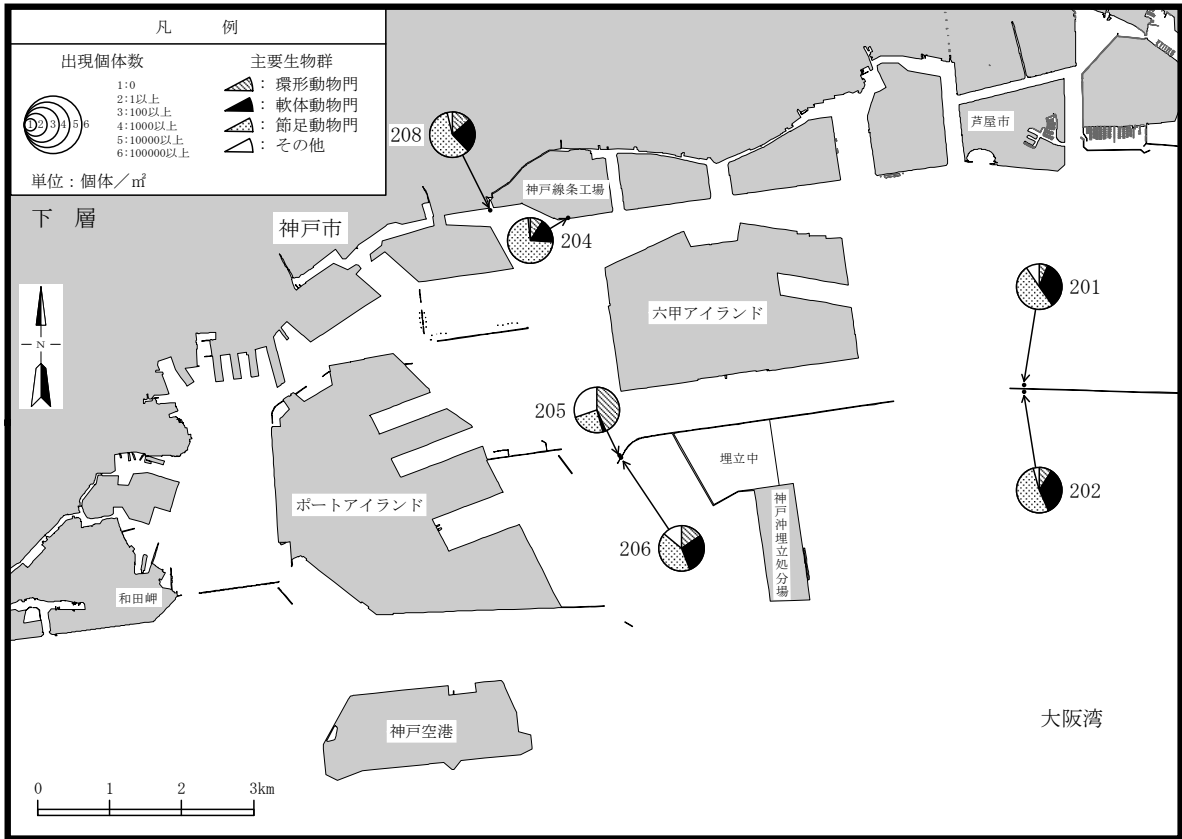 凡 例
出現個体数
1:0
2:1以上
3:100以上
4:1000以上
5:10000以上
6:100000以上
1 2 3 4 5 6
単位：個体／㎡
主要生物群
：環形動物門
：軟体動物門
：節足動物門
：その他
下 層
N
208
神戸線条工場
204
神戸市
芦屋市
六甲アイランド
201
205
埋立中
202
ポートアイランド
神戸沖埋立処分場
206
和田岬
神戸空港
大阪湾
0 1 2 3km